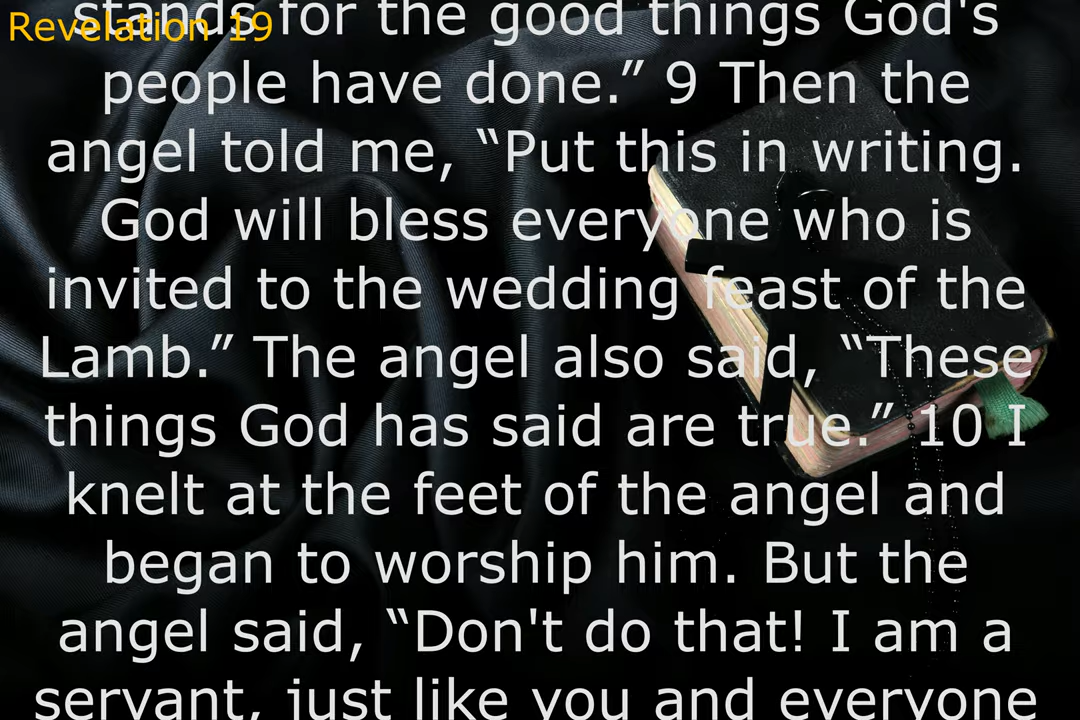 Revelation 19
stands for the good things God's
people have done.” 9 Then the
angel told me, “Put this in writing.
God will bless everyone who is
invited to the wedding feast of the
Lamb.” The angel also said, “These
things God has said are true.” 10 I
knelt at the feet of the angel and
began to worship him. But the
angel said, “Don't do that! I am a
servant, just like you and everyone